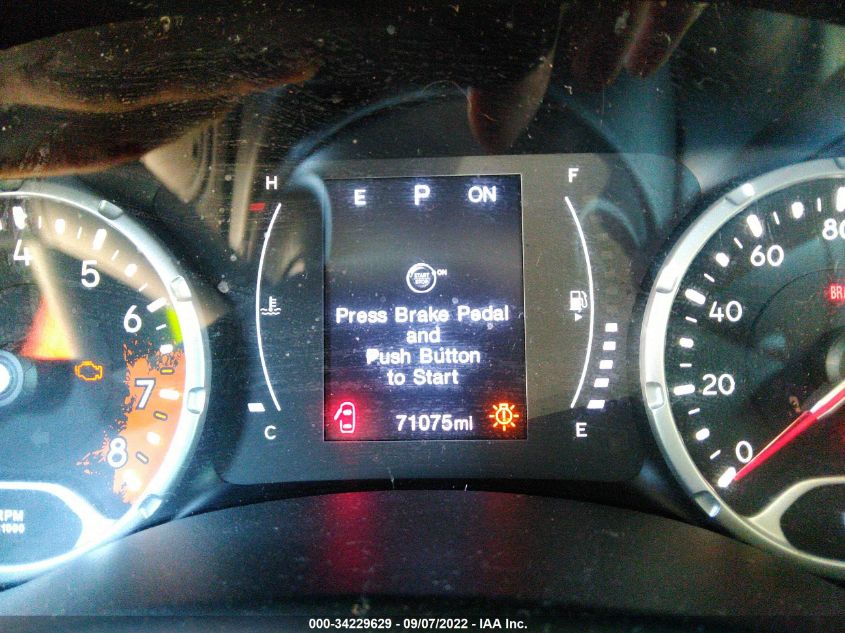 H
E P ON
F
START
STOP
ON
Press Brake Pedal
and
Push Button
to Start
71075mi
C
E
4
5
6
7
8
RPM
0
20
40
60
80
000-34229629 - 09/07/2022 - IAA Inc.